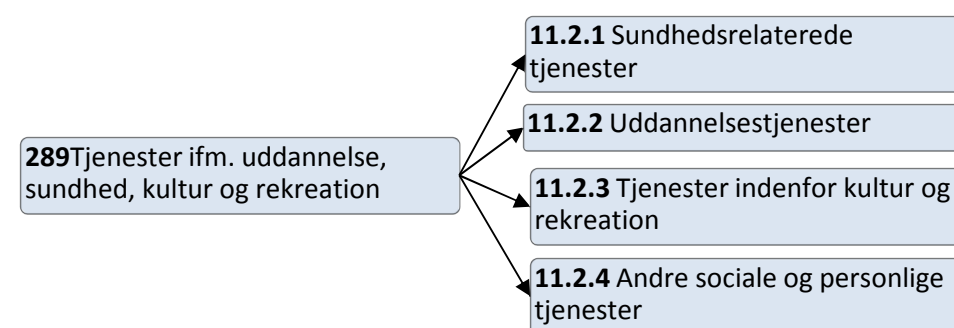 289Tjenester ifm. uddannelse,
sundhed, kultur og rekreation
11.2.1 Sundhedsrelaterede
tjenester
11.2.2 Uddannelsestjenester
11.2.3 Tjenester indenfor kultur og
rekreation
11.2.4 Andre sociale og personlige
tjenester